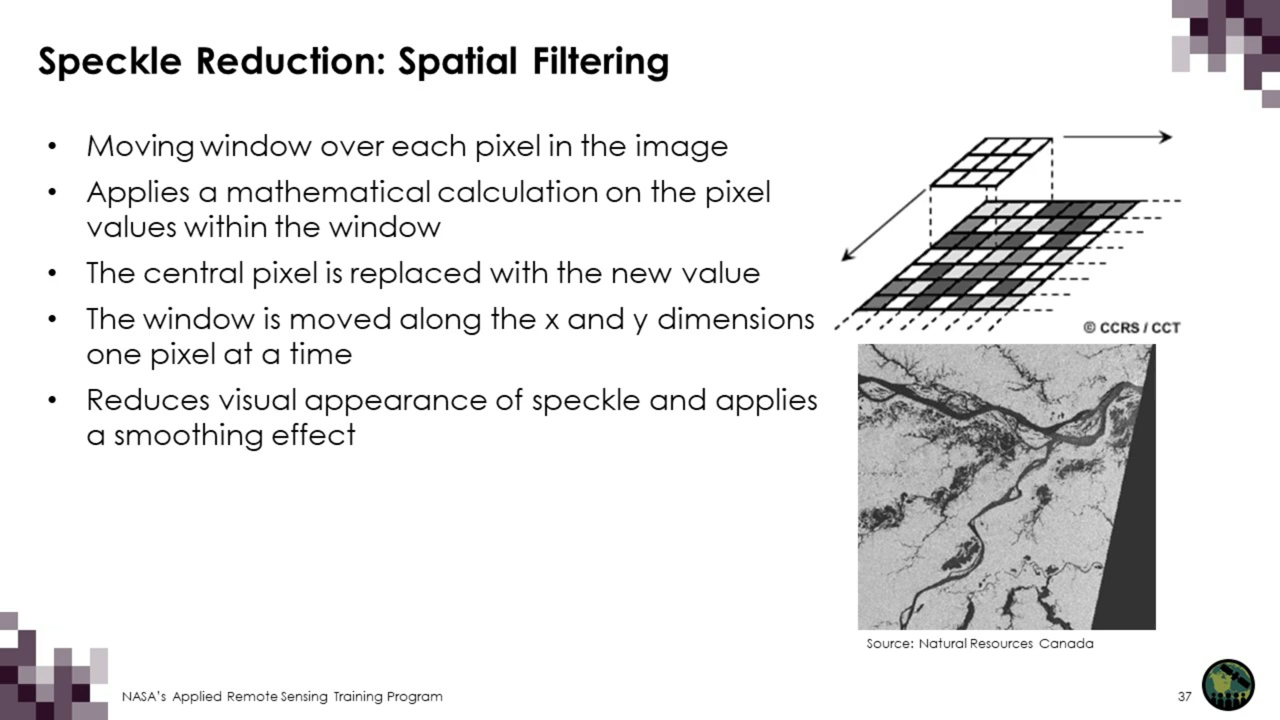 Speckle Reduction: Spatial Filtering
• Moving window over each pixel in the image
• Applies a mathematical calculation on the pixel
values within the window
• The central pixel is replaced with the new value
• The window is moved along the x and y dimensions
one pixel at a time
• Reduces visual appearance of speckle and applies
a smoothing effect
© CCRS / CCT
Source: Natural Resources Canada
NASA's Applied Remote Sensing Training Program
37